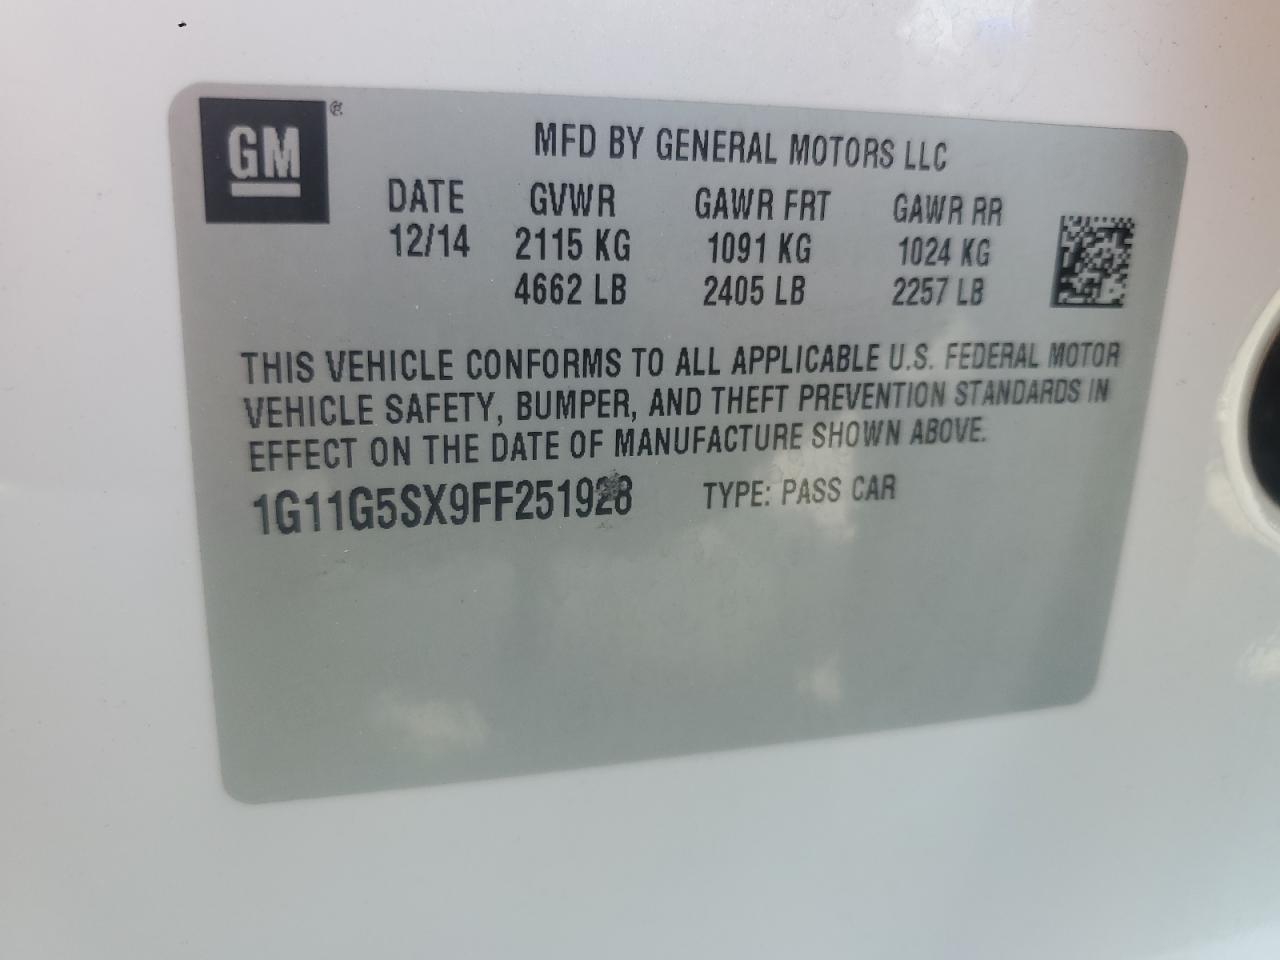 GM ®
MFD BY GENERAL MOTORS LLC
DATE GVWR GAWR FRT GAWR RR
12/14 2115 KG 1091 KG 1024 KG
4662 LB 2405 LB 2257 LB
THIS VEHICLE CONFORMS TO ALL APPLICABLE U.S. FEDERAL MOTOR
VEHICLE SAFETY, BUMPER, AND THEFT PREVENTION STANDARDS IN
EFFECT ON THE DATE OF MANUFACTURE SHOWN ABOVE.
1G11G5SX9FF251928 TYPE: PASS CAR